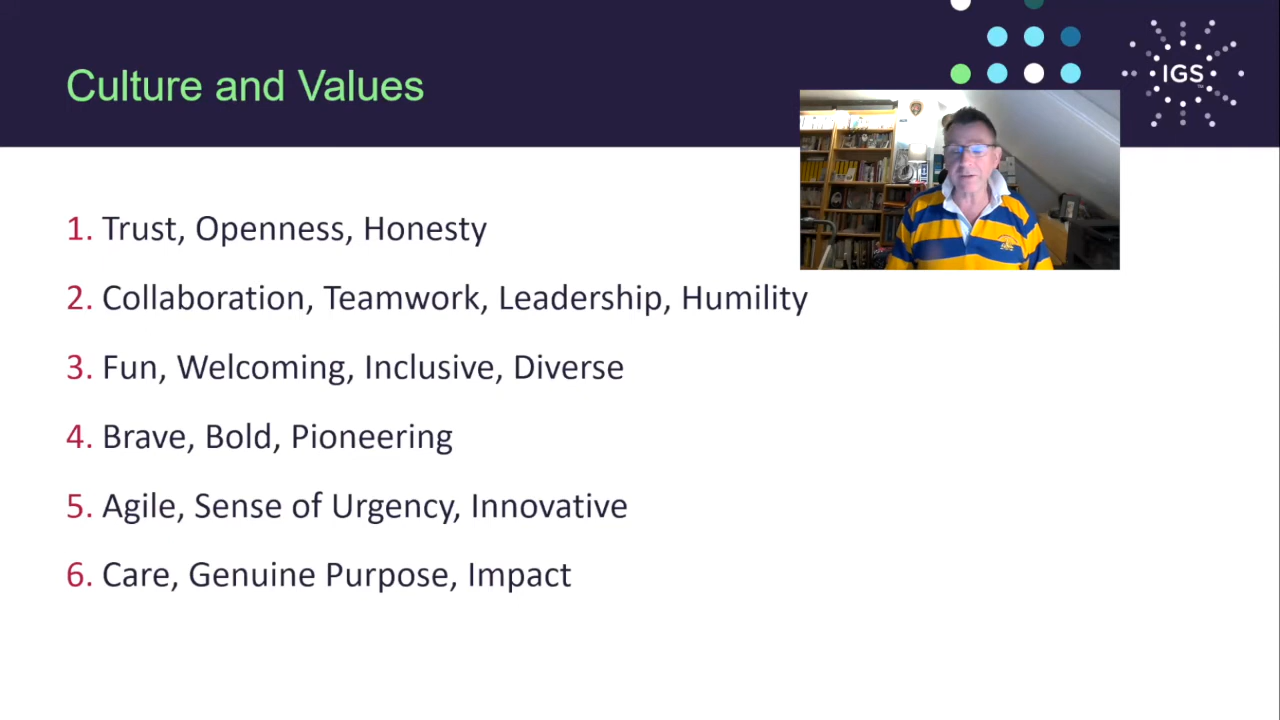 Culture and Values
IGS
1. Trust, Openness, Honesty
2. Collaboration, Teamwork, Leadership, Humility
3. Fun, Welcoming, Inclusive, Diverse
4. Brave, Bold, Pioneering
5. Agile, Sense of Urgency, Innovative
6. Care, Genuine Purpose, Impact